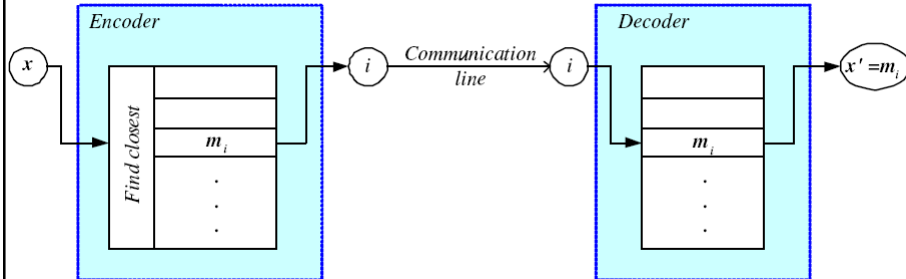 Encoder
x
Find closest
m_i
.
.
.
i
Communication
line
i
Decoder
m_i
.
.
.
x' = m_i